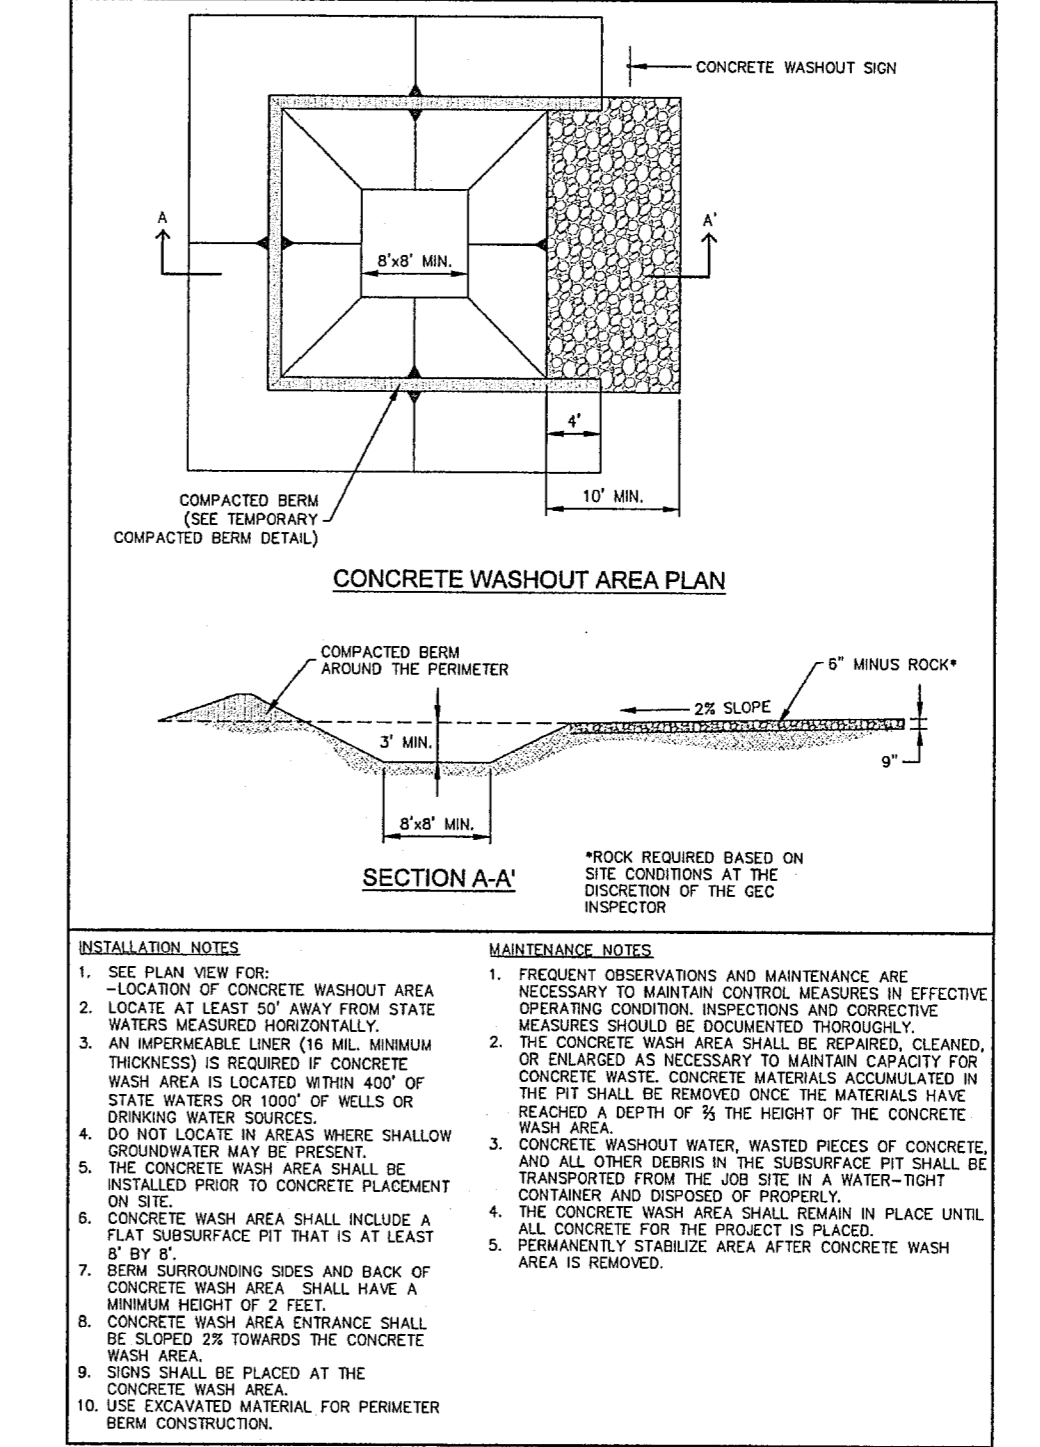 CONCRETE WASHOUT SIGN
A
A'
8'x8' MIN.
4'
10' MIN.
COMPACTED BERM
(SEE TEMPORARY
COMPACTED BERM DETAIL)
CONCRETE WASHOUT AREA PLAN
COMPACTED BERM
AROUND THE PERIMETER
6" MINUS ROCK*
2% SLOPE
3' MIN.
9"
8'x8' MIN.
SECTION A-A'
*ROCK REQUIRED BASED ON
SITE CONDITIONS AT THE
DISCRETION OF THE GEC
INSPECTOR
INSTALLATION NOTES
1. SEE PLAN VIEW FOR:
-LOCATION OF CONCRETE WASHOUT AREA
2. LOCATE AT LEAST 50' AWAY FROM STATE
WATERS MEASURED HORIZONTALLY.
3. AN IMPERMEABLE LINER (16 MIL. MINIMUM
THICKNESS) IS REQUIRED IF CONCRETE
WASH AREA IS LOCATED WITHIN 400' OF
STATE WATERS OR 1000' OF WELLS OR
DRINKING WATER SOURCES.
4. DO NOT LOCATE IN AREAS WHERE SHALLOW
GROUNDWATER MAY BE PRESENT.
5. THE CONCRETE WASH AREA SHALL BE
INSTALLED PRIOR TO CONCRETE PLACEMENT
ON SITE.
6. CONCRETE WASH AREA SHALL INCLUDE A
FLAT SUBSURFACE PIT THAT IS AT LEAST
8' BY 8'.
7. BERM SURROUNDING SIDES AND BACK OF
CONCRETE WASH AREA SHALL HAVE A
MINIMUM HEIGHT OF 2 FEET.
8. CONCRETE WASH AREA ENTRANCE SHALL
BE SLOPED 2% TOWARDS THE CONCRETE
WASH AREA.
9. SIGNS SHALL BE PLACED AT THE
CONCRETE WASH AREA.
10. USE EXCAVATED MATERIAL FOR PERIMETER
BERM CONSTRUCTION.
MAINTENANCE NOTES
1. FREQUENT OBSERVATIONS AND MAINTENANCE ARE
NECESSARY TO MAINTAIN CONTROL MEASURES IN EFFECTIVE
OPERATING CONDITION. INSPECTIONS AND CORRECTIVE
MEASURES SHOULD BE DOCUMENTED THOROUGHLY.
2. THE CONCRETE WASH AREA SHALL BE REPAIRED, CLEANED,
OR ENLARGED AS NECESSARY TO MAINTAIN CAPACITY FOR
CONCRETE WASTE. CONCRETE MATERIALS ACCUMULATED IN
THE PIT SHALL BE REMOVED ONCE THE MATERIALS HAVE
REACHED A DEPTH OF ⅔ THE HEIGHT OF THE CONCRETE
WASH AREA.
3. CONCRETE WASHOUT WATER, WASTED PIECES OF CONCRETE,
AND ALL OTHER DEBRIS IN THE SUBSURFACE PIT SHALL BE
TRANSPORTED FROM THE JOB SITE IN A WATER-TIGHT
CONTAINER AND DISPOSED OF PROPERLY.
4. THE CONCRETE WASH AREA SHALL REMAIN IN PLACE UNTIL
ALL CONCRETE FOR THE PROJECT IS PLACED.
5. PERMANENTLY STABILIZE AREA AFTER CONCRETE WASH
AREA IS REMOVED.